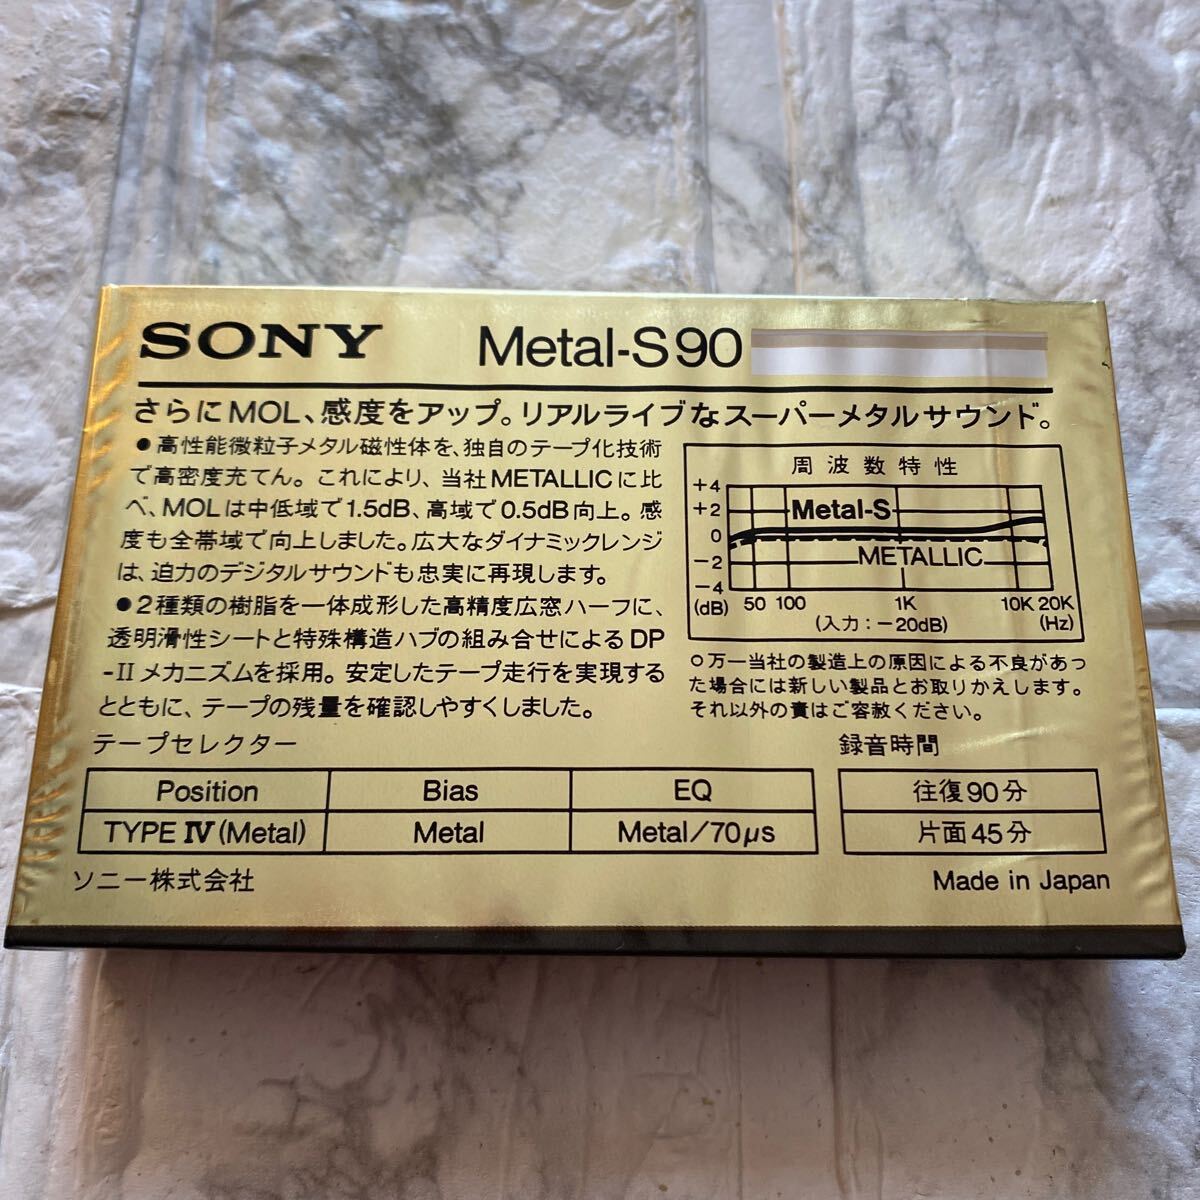 SONY Metal-S90
さらにMOL、感度をアップ。リアルライブなスーパーメタルサウンド。
●高性能微粒子メタル磁性体を、独自のテープ化技術
で高密度充てん。これにより、当社METALLICに比
べ、MOLは中低域で1.5dB、高域で0.5dB向上。感
度も全帯域で向上しました。広大なダイナミックレンジ
は、迫力のデジタルサウンドも忠実に再現します。
●2種類の樹脂を一体成形した高精度広窓ハーフに、
透明滑性シートと特殊構造ハブの組み合せによるDP
-IIメカニズムを採用。安定したテープ走行を実現する
とともに、テープの残量を確認しやすくしました。
周波数特性
+4
+2
0
-2
-4
(dB)
Metal-S
METALLIC
50 100 1K 10K 20K
(入力:-20dB) (Hz)
○万一当社の製造上の原因による不良があっ
た場合には新しい製品とお取りかえします。
それ以外の責はご容赦ください。
テープセレクター
Position Bias EQ
TYPE IV (Metal) Metal Metal/70μs
録音時間
往復90分
片面45分
ソニー株式会社
Made in Japan